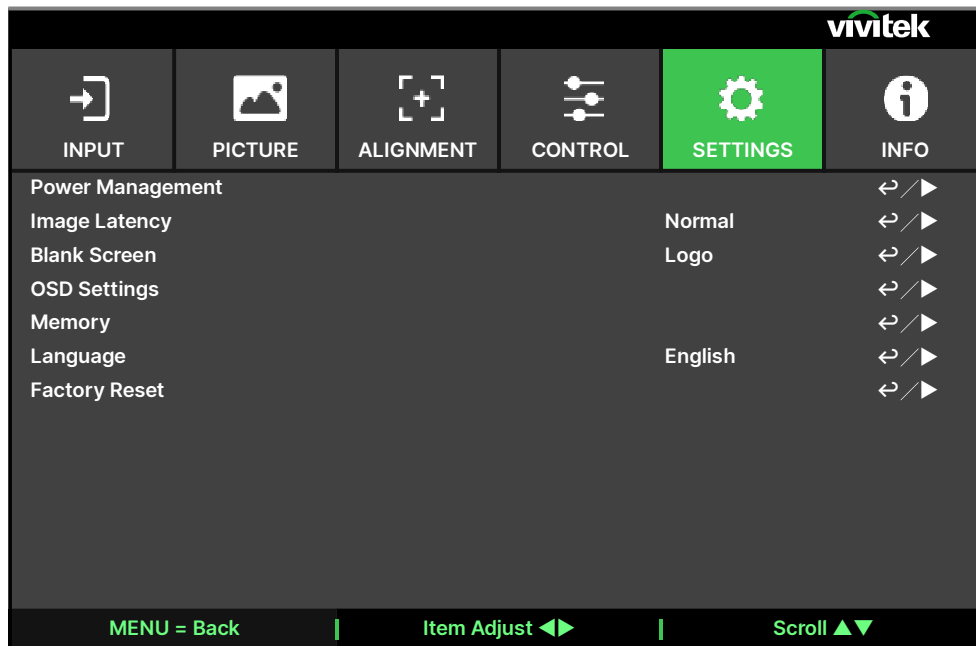 vivitek
INPUT PICTURE ALIGNMENT CONTROL SETTINGS INFO
Power Management
Image Latency Normal
Blank Screen Logo
OSD Settings
Memory
Language English
Factory Reset
MENU = Back Item Adjust ◀▶ Scroll ▲▼